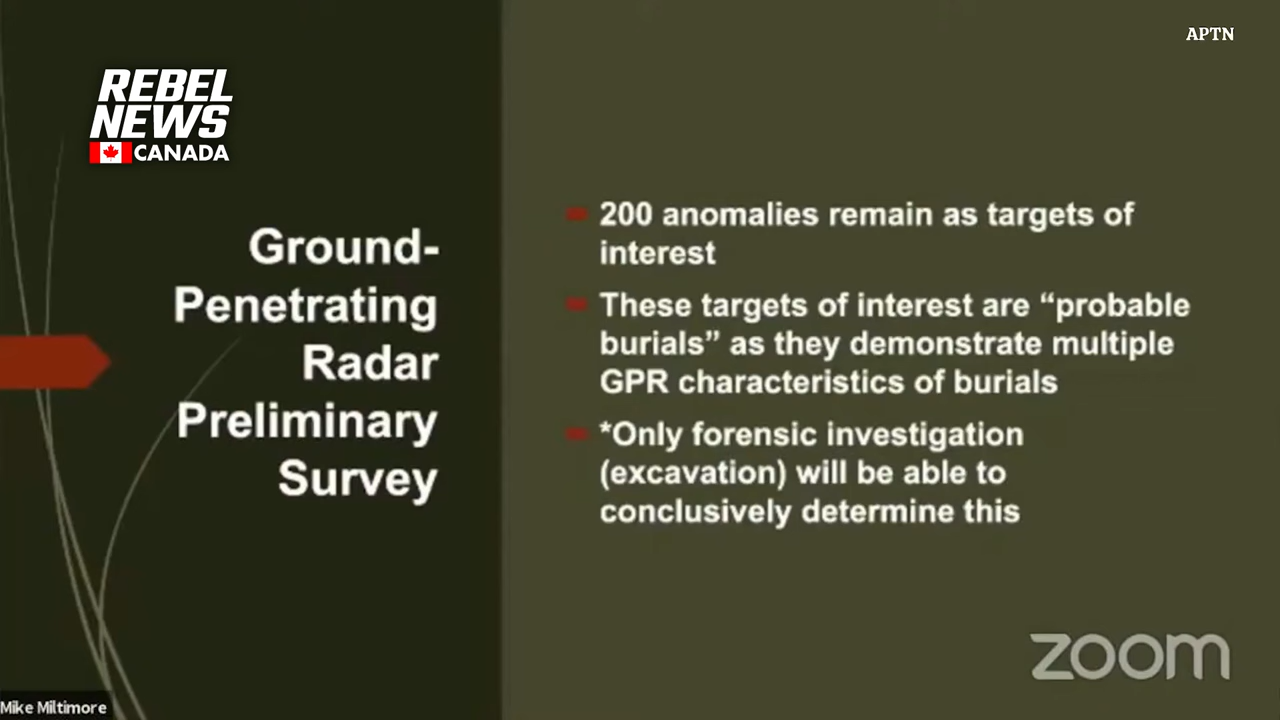 APTN
REBEL
NEWS
CANADA
Ground-
Penetrating
Radar
Preliminary
Survey
200 anomalies remain as targets of
interest
These targets of interest are “probable
burials” as they demonstrate multiple
GPR characteristics of burials
*Only forensic investigation
(excavation) will be able to
conclusively determine this
zoom
Mike Miltimore